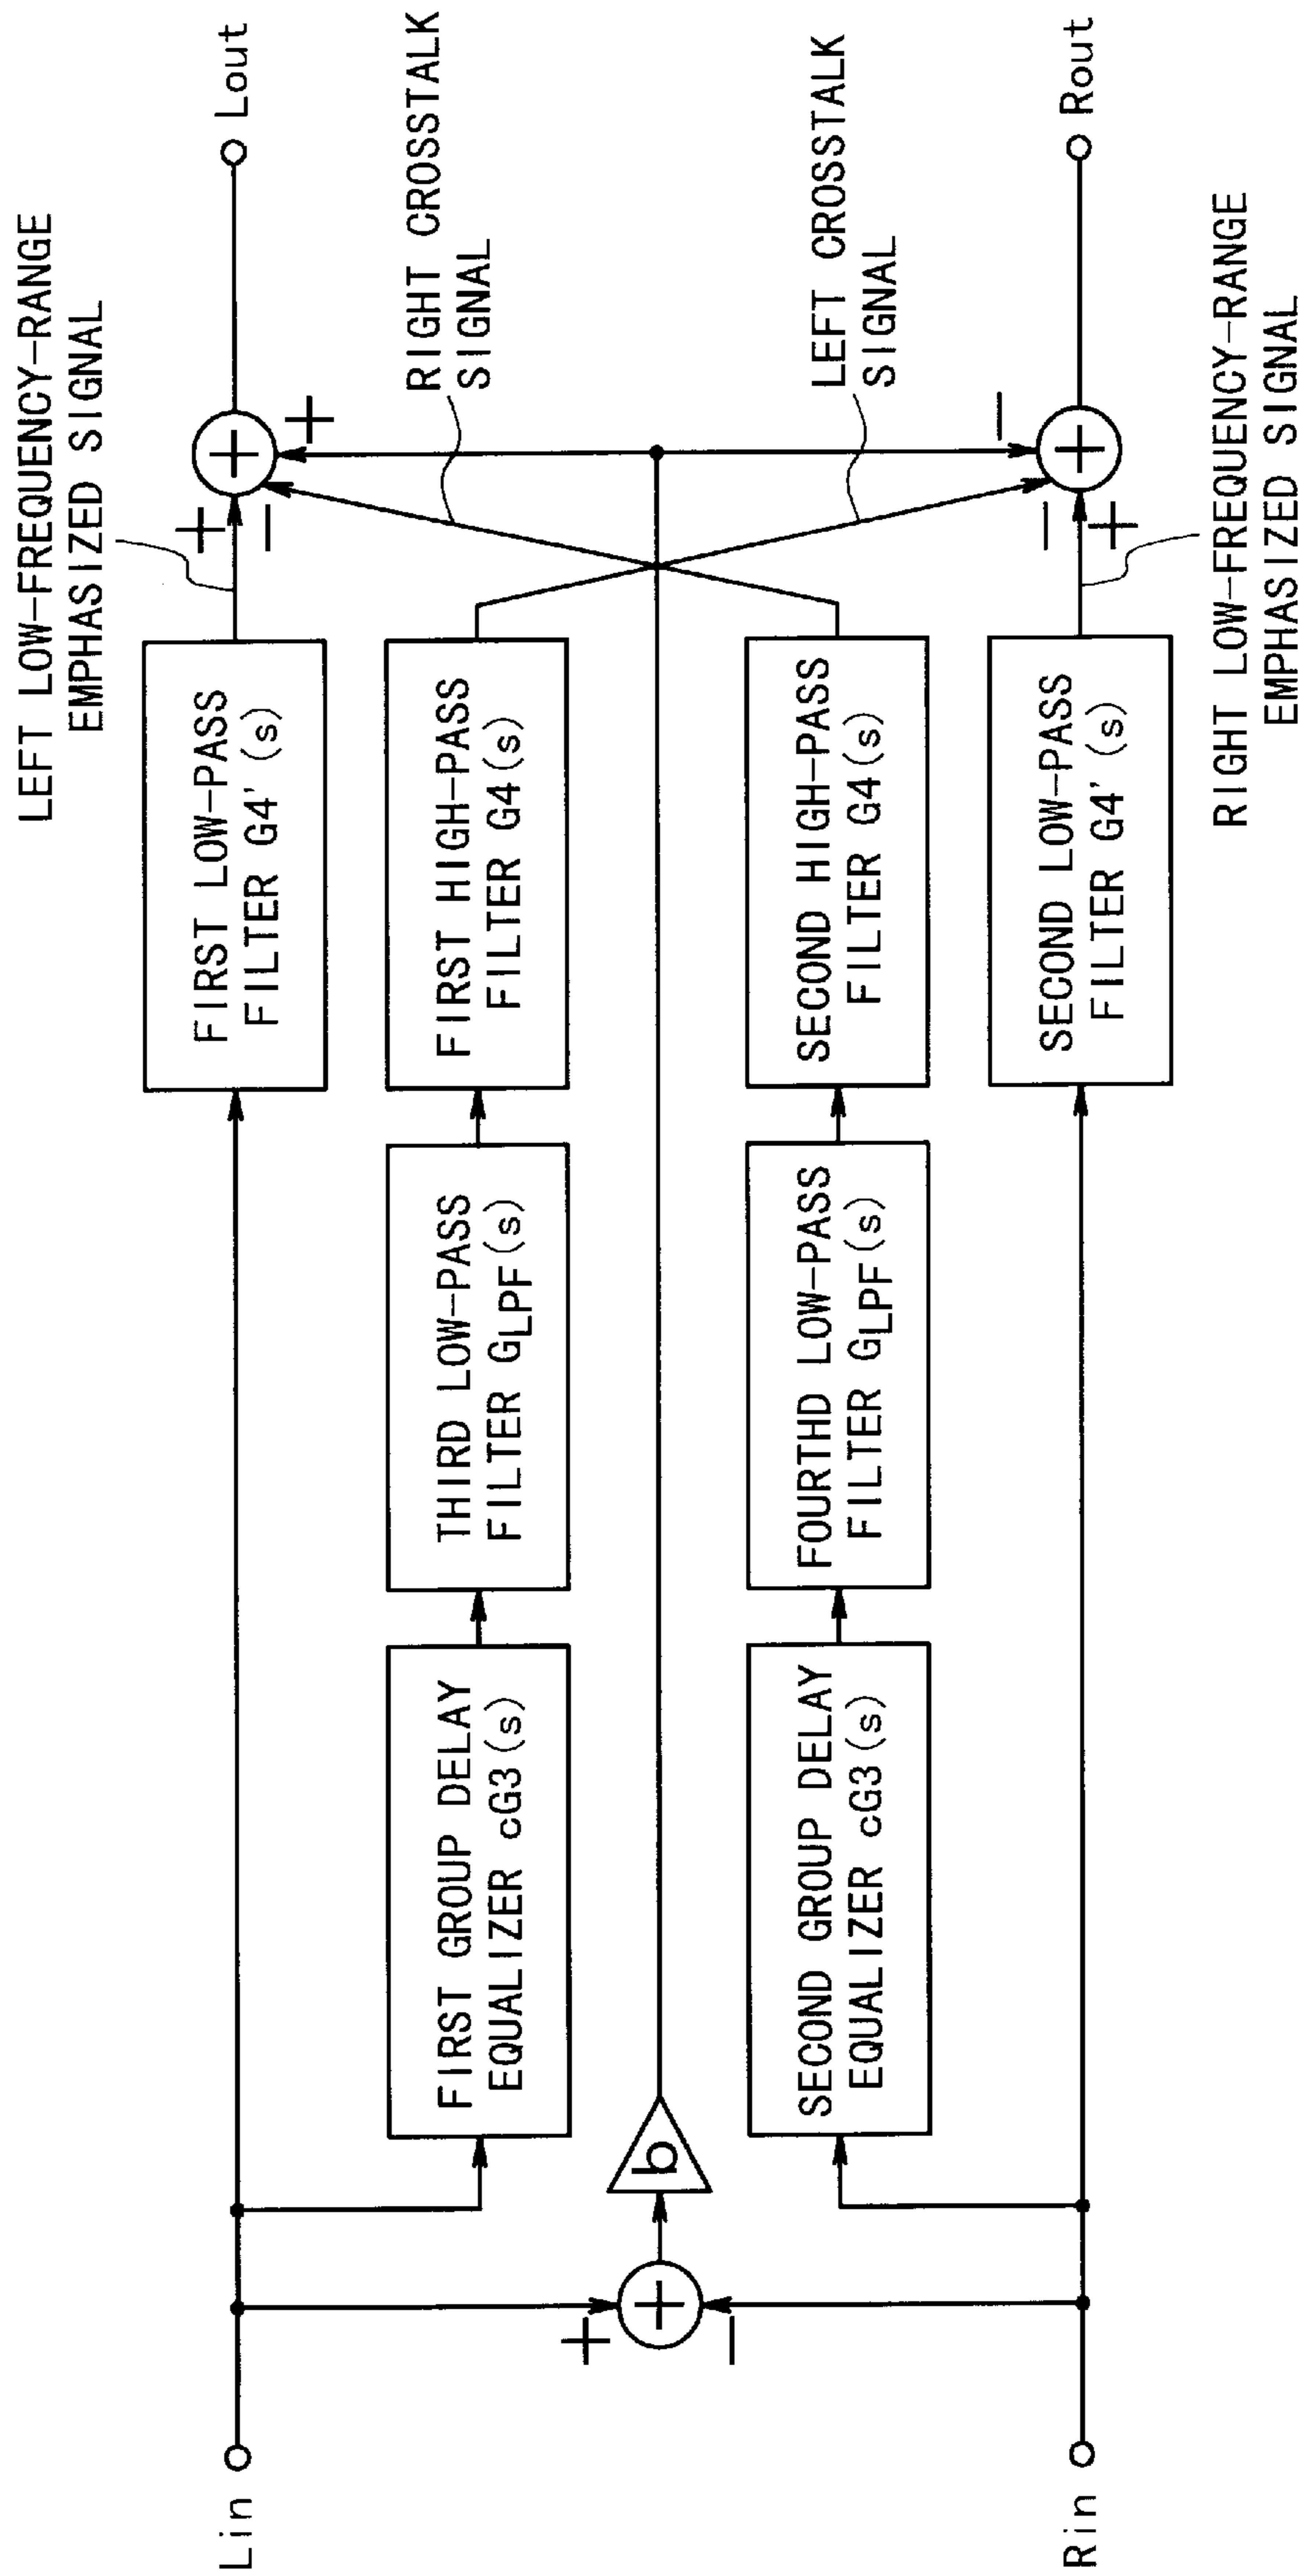 LEFT LOW-FREQUENCY-RANGE
EMPHASIZED SIGNAL
Lin
FIRST LOW-PASS
FILTER G4' (s)
+
−
+
+
Lout
RIGHT CROSSTALK
SIGNAL
FIRST GROUP DELAY
EQUALIZER cG3(s)
THIRD LOW-PASS
FILTER GLPF(s)
FIRST HIGH-PASS
FILTER G4(s)
+
+
−
b
SECOND GROUP DELAY
EQUALIZER cG3(s)
FOURTHD LOW-PASS
FILTER GLPF(s)
SECOND HIGH-PASS
FILTER G4(s)
LEFT CROSSTALK
SIGNAL
Rin
SECOND LOW-PASS
FILTER G4' (s)
−
+
−
+
Rout
RIGHT LOW-FREQUENCY-RANGE
EMPHASIZED SIGNAL